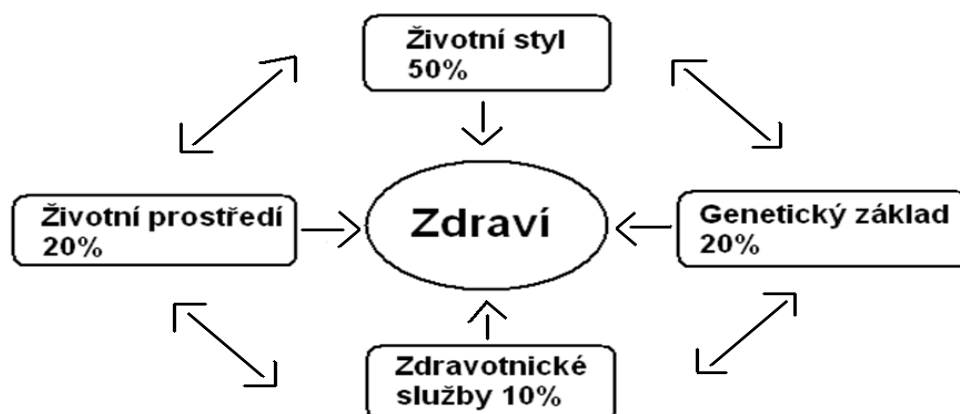 Životní styl
50%
Životní prostředí
20%
Zdraví
Genetický základ
20%
Zdravotnické
služby 10%